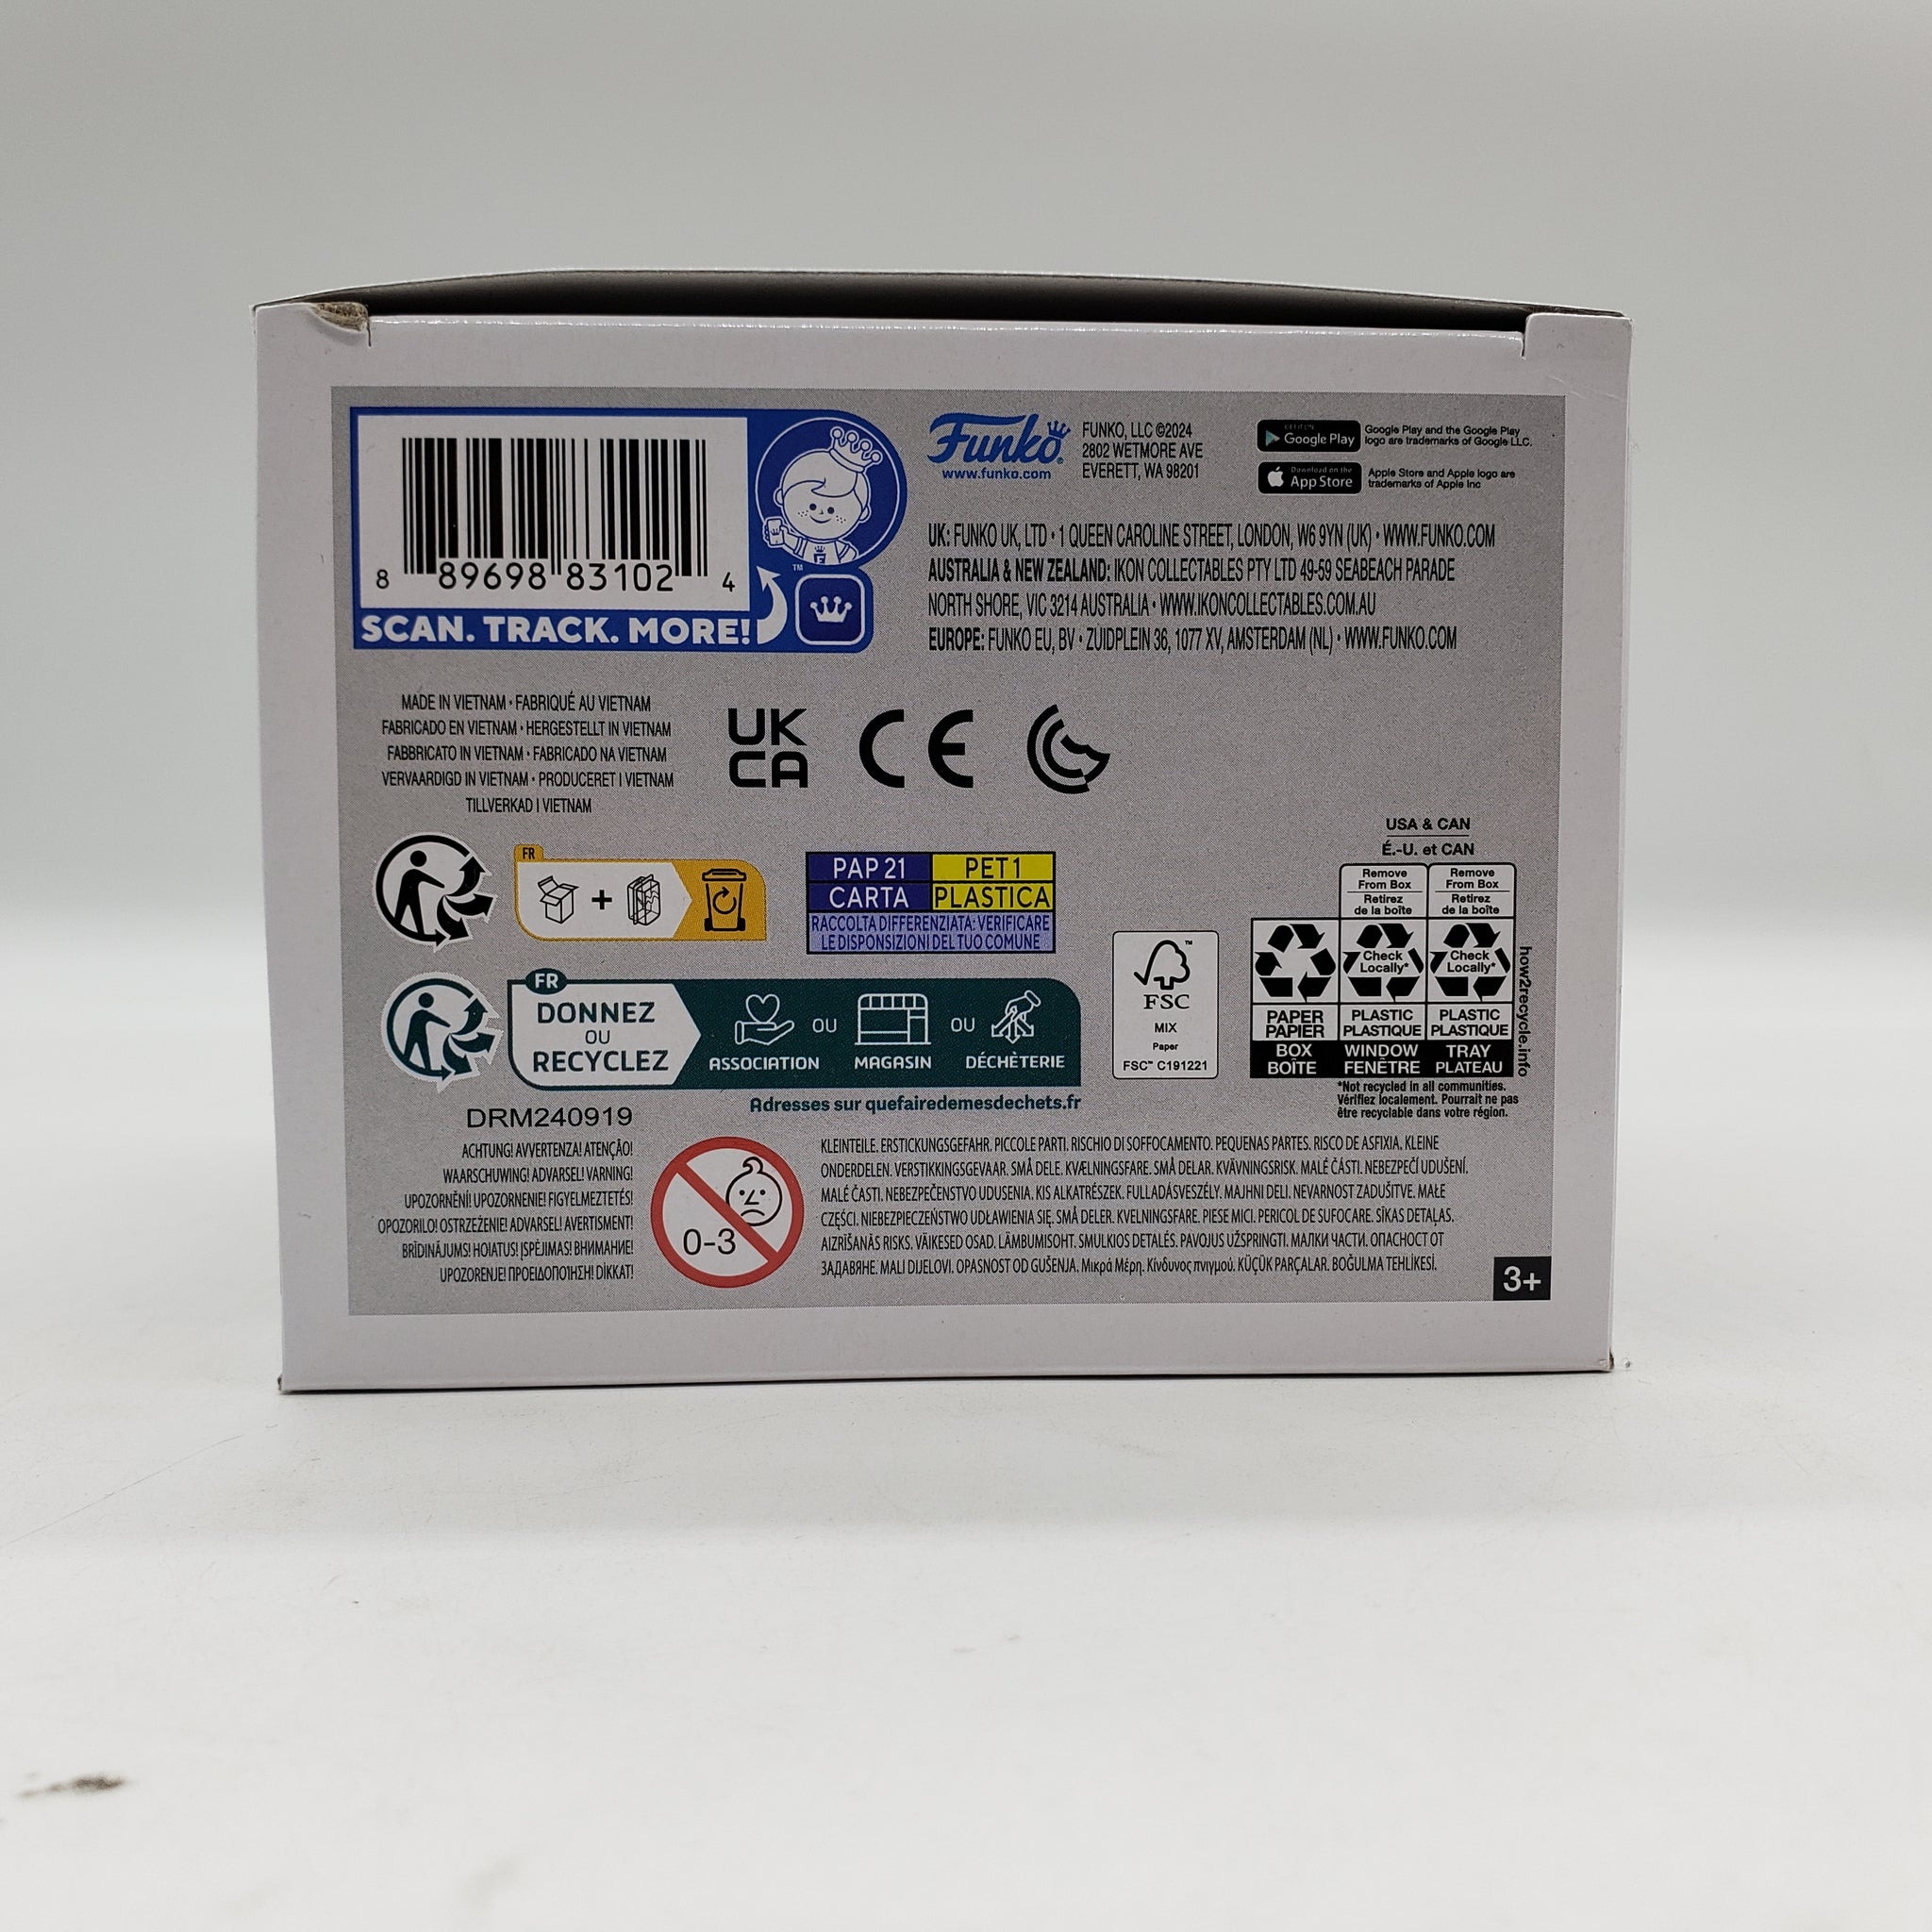 8 89698 83102 4
SCAN. TRACK. MORE!
TM
Funko
www.funko.com
FUNKO, LLC ©2024
2802 WETMORE AVE
EVERETT, WA 98201
GET IT ON
Google Play
Google Play and the Google Play
logo are trademarks of Google LLC.
Download on the
App Store
Apple Store and Apple logo are
trademarks of Apple Inc
UK: FUNKO UK, LTD • 1 QUEEN CAROLINE STREET, LONDON, W6 9YN (UK) • WWW.FUNKO.COM
AUSTRALIA & NEW ZEALAND: IKON COLLECTABLES PTY LTD 49-59 SEABEACH PARADE
NORTH SHORE, VIC 3214 AUSTRALIA • WWW.IKONCOLLECTABLES.COM.AU
EUROPE: FUNKO EU, BV • ZUIDPLEIN 36, 1077 XV, AMSTERDAM (NL) • WWW.FUNKO.COM
MADE IN VIETNAM • FABRIQUÉ AU VIETNAM
FABRICADO EN VIETNAM • HERGESTELLT IN VIETNAM
FABBRICATO IN VIETNAM • FABRICADO NA VIETNAM
VERVAARDIGD IN VIETNAM • PRODUCERET I VIETNAM
TILLVERKAD I VIETNAM
UK
CA
CE
FR
+
PAP 21 PET 1
CARTA PLASTICA
RACCOLTA DIFFERENZIATA: VERIFICARE
LE DISPONSIZIONI DEL TUO COMUNE
FR
DONNEZ
OU
RECYCLEZ
ASSOCIATION OU MAGASIN OU DÉCHÈTERIE
Adresses sur quefairedemesdechets.fr
FSC™
MIX
Paper
FSC™ C191221
USA & CAN
É.-U. et CAN
Remove
From Box
Retirez
de la boîte
Remove
From Box
Retirez
de la boîte
Check
Locally*
Check
Locally*
PAPER
PAPIER
PLASTIC
PLASTIQUE
PLASTIC
PLASTIQUE
BOX
BOÎTE
WINDOW
FENÊTRE
TRAY
PLATEAU
how2recycle.info
*Not recycled in all communities.
Vérifiez localement. Pourrait ne pas
être recyclable dans votre région.
DRM240919
ACHTUNG! AVVERTENZA! ATENÇÃO!
WAARSCHUWING! ADVARSEL! VARNING!
UPOZORNĚNÍ! UPOZORNENIE! FIGYELMEZTETÉS!
OPOZORILO! OSTRZEŻENIE! ADVARSEL! AVERTISMENT!
BRĪDINĀJUMS! HOIATUS! ĮSPĖJIMAS! ВНИМАНИЕ!
UPOZORENJE! ΠΡΟΕΙΔΟΠΟΙΗΣΗ! DİKKAT!
0-3
KLEINTEILE. ERSTICKUNGSGEFAHR. PICCOLE PARTI. RISCHIO DI SOFFOCAMENTO. PEQUENAS PARTES. RISCO DE ASFIXIA. KLEINE
ONDERDELEN. VERSTIKKINGSGEVAAR. SMÅ DELE. KVÆLNINGSFARE. SMÅ DELAR. KVÄVNINGSRISK. MALÉ ČÁSTI. NEBEZPEČÍ UDUŠENÍ.
MALÉ ČASTI. NEBEZPEČENSTVO UDUSENIA. KIS ALKATRÉSZEK. FULLADÁSVESZÉLY. MAJHNI DELI. NEVARNOST ZADUŠITVE. MAŁE
CZĘŚCI. NIEBEZPIECZEŃSTWO UDŁAWIENIA SIĘ. SMÅ DELER. KVELNINGSFARE. PIESE MICI. PERICOL DE SUFOCARE. SĪKAS DETAĻAS.
AIZRĪŠANĀS RISKS. VÄIKESED OSAD. LÄMBUMISOHT. SMULKIOS DETALĖS. PAVOJUS UŽSPRINGTI. МАЛКИ ЧАСТИ. ОПАСНОСТ ОТ
ЗАДАВЯНЕ. MALI DIJELOVI. OPASNOST OD GUŠENJA. Μικρά Μέρη. Κίνδυνος πνιγμού. KÜÇÜK PARÇALAR. BOĞULMA TEHLİKESİ.
3+